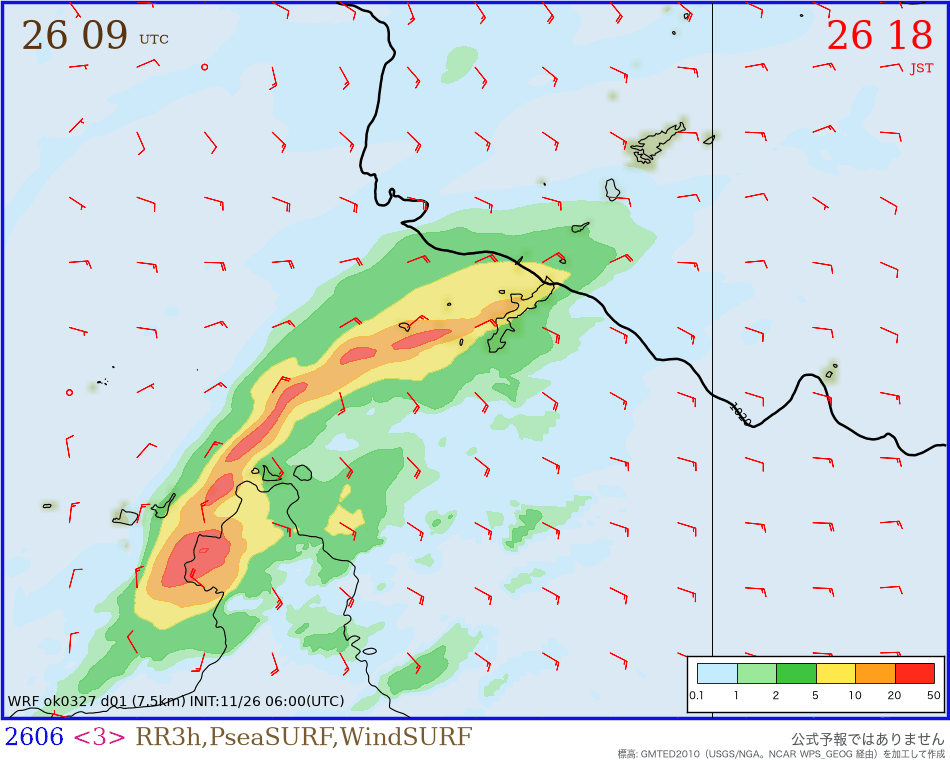 26 09 UTC
26 18
JST
1020
WRF ok0327 d01 (7.5km) INIT:11/26 06:00(UTC)
0.1 1 2 5 10 20 50
2606 <3> RR3h,PseaSURF,WindSURF
公式予報ではありません
標高: GMTED2010（USGS/NGA。NCAR WPS_GEOG 経由）を加工して作成